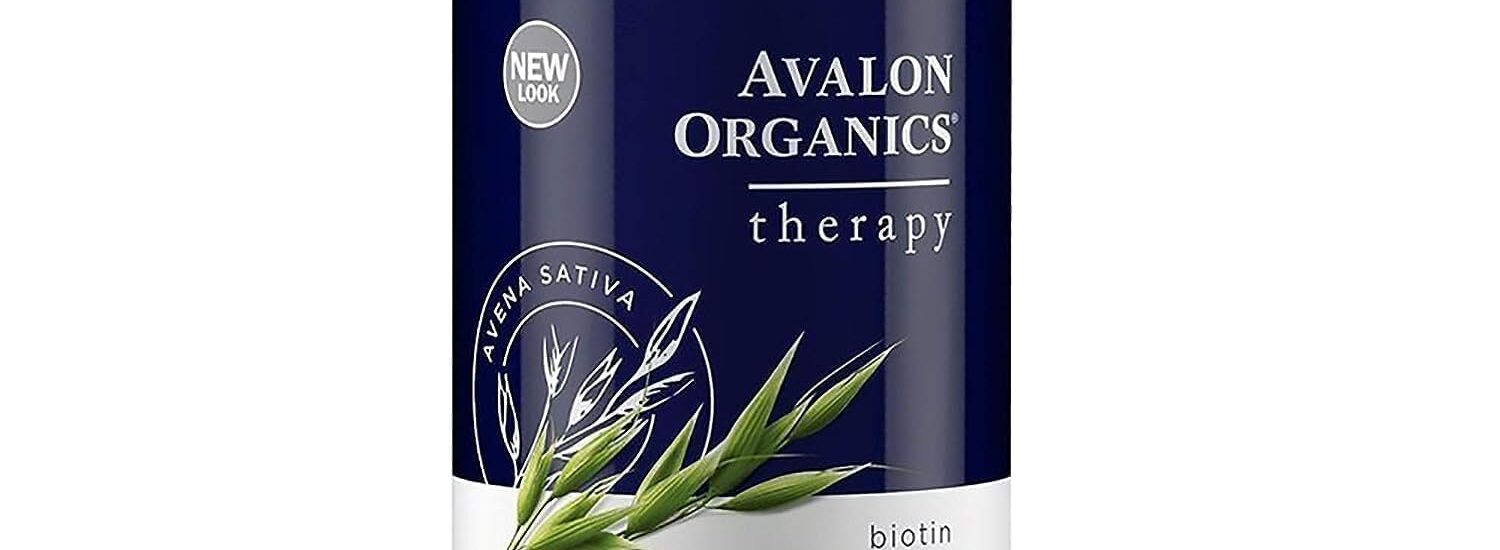 NEW
LOOK
AVALON
ORGANICS®
therapy
AVENA SATIVA
biotin